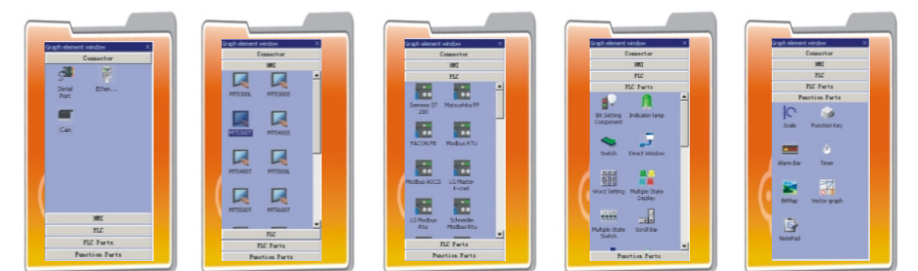 Graph element window
Connector
Serial Port
Ether...
Can
HMI
PLC
PLC Parts
Function Parts
Graph element window
Connector
HMI
MT5300L
MT4300S
MT5300T
MT5400S
MT5400T
MT5500L
MT5500T
MT5600T
PLC
PLC Parts
Function Parts
Graph element window
Connector
HMI
PLC
Siemens S7 200
Matsushita FP
FACON FB
Modbus RTU
Modbus ASCII
LG Master K-cnet
LG Modbus Rtu
Schneider Modbus Rtu
PLC Parts
Function Parts
Graph element window
Connector
HMI
PLC
PLC Parts
Bit Setting Component
Indicator lamp
Switch
Direct Window
Word Setting
Multiple State Display
Multiple State Switch
Scroll Bar
Function Parts
Graph element window
Connector
HMI
PLC
PLC Parts
Function Parts
Scale
Function Key
Alarm Bar
Timer
BitMap
Vector graph
NotePad